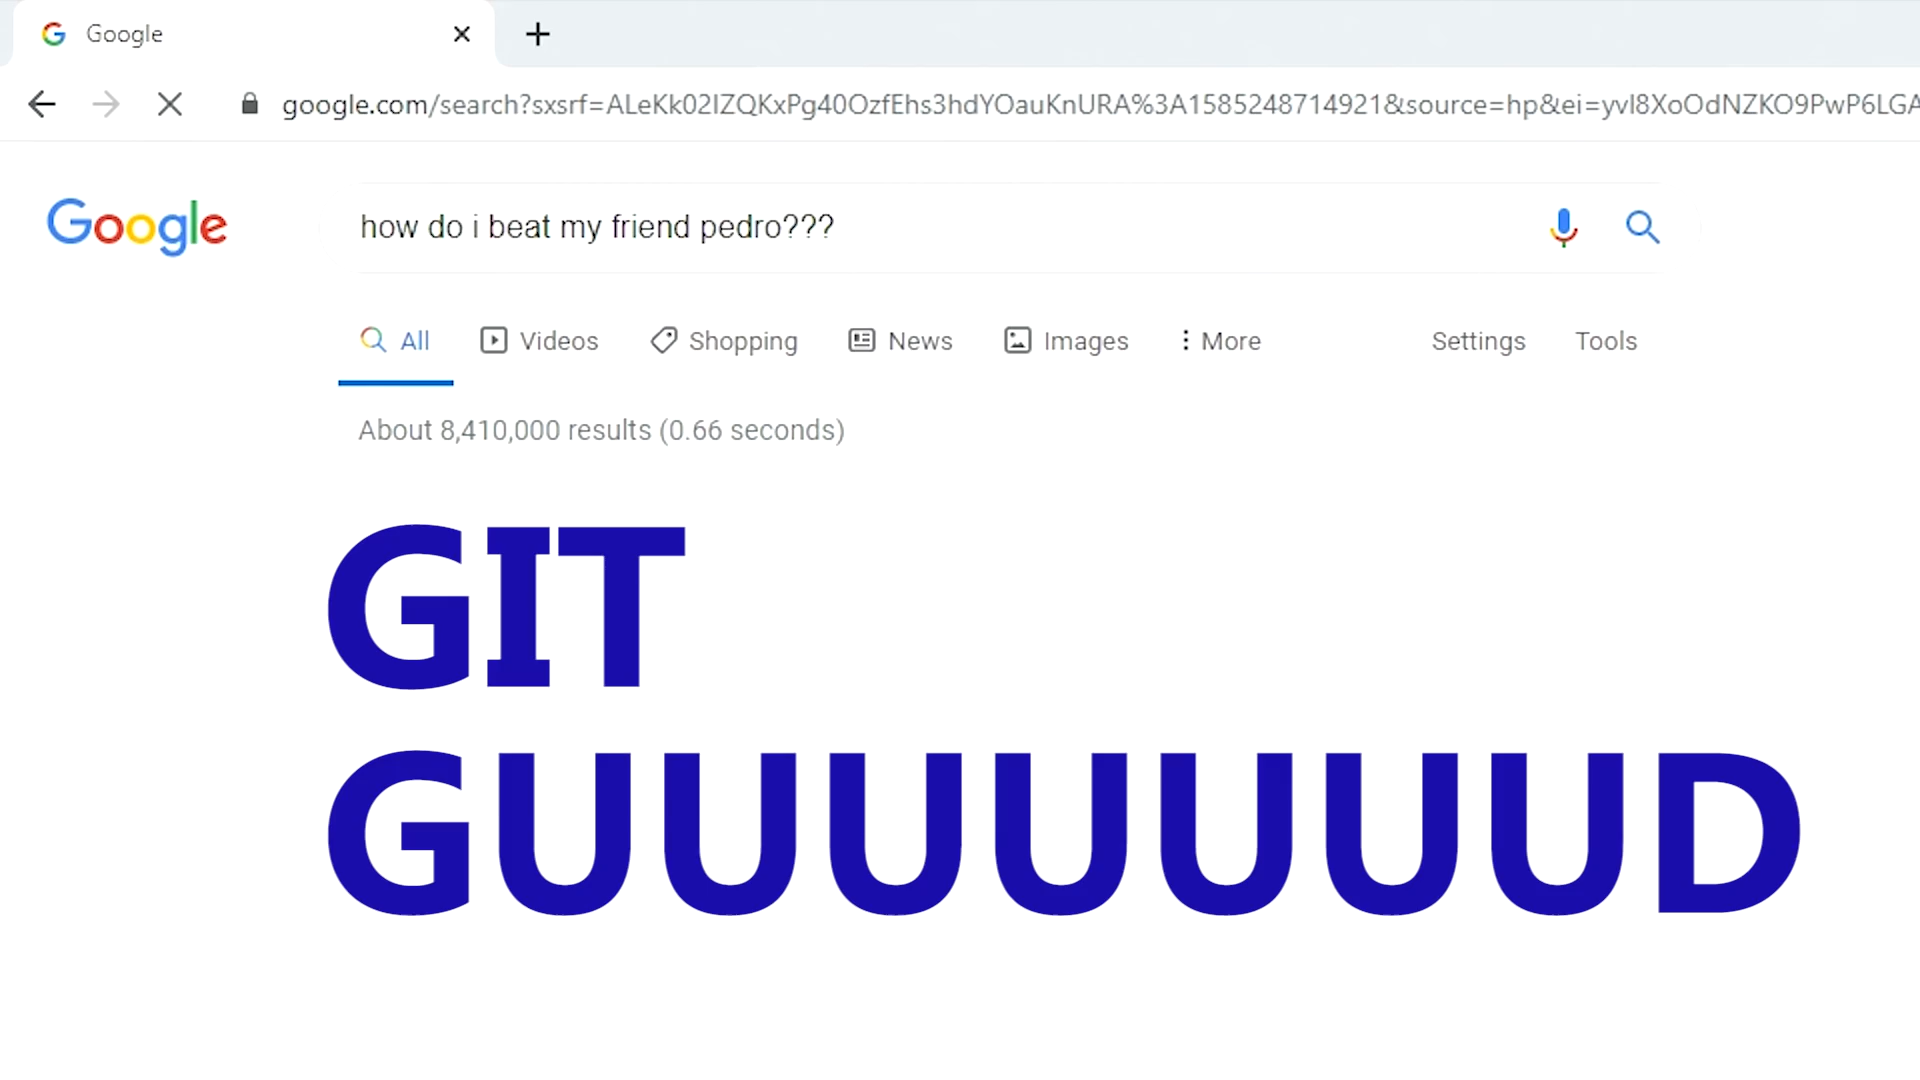 Google
google.com/search?sxsrf=ALeKk02IZQKxPg40OzfEhs3hdYOauKnURA%3A1585248714921&source=hp&ei=yvl8XoOdNZKO9PwP6LGA
Google
how do i beat my friend pedro???
All Videos Shopping News Images More Settings Tools
About 8,410,000 results (0.66 seconds)
GIT
GUUUUUUUD